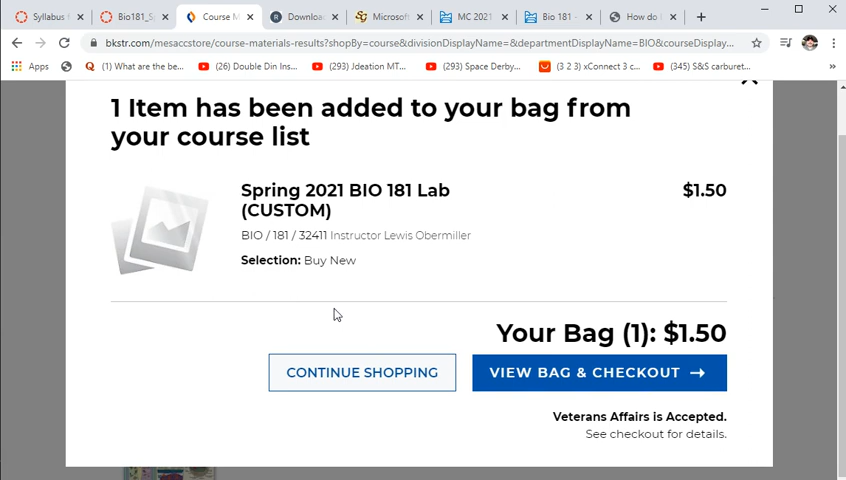 Syllabus f
Bio181_Sp
Course M
Downloa
Microsof
MC 2021
Bio 181 -
How do I
bkstr.com/mesaccstore/course-materials-results?shopBy=course&divisionDisplayName=&departmentDisplayName=BIO&courseDisplay...
Apps
(1) What are the be...
(26) Double Din Ins...
(293) Jdeation MT...
(293) Space Derby...
(3 2 3) xConnect 3 c...
(345) S&S carburet...
»
1 Item has been added to your bag from
your course list
Spring 2021 BIO 181 Lab
(CUSTOM)
$1.50
BIO / 181 / 32411 Instructor Lewis Obermiller
Selection: Buy New
Your Bag (1): $1.50
CONTINUE SHOPPING
VIEW BAG & CHECKOUT →
Veterans Affairs is Accepted.
See checkout for details.